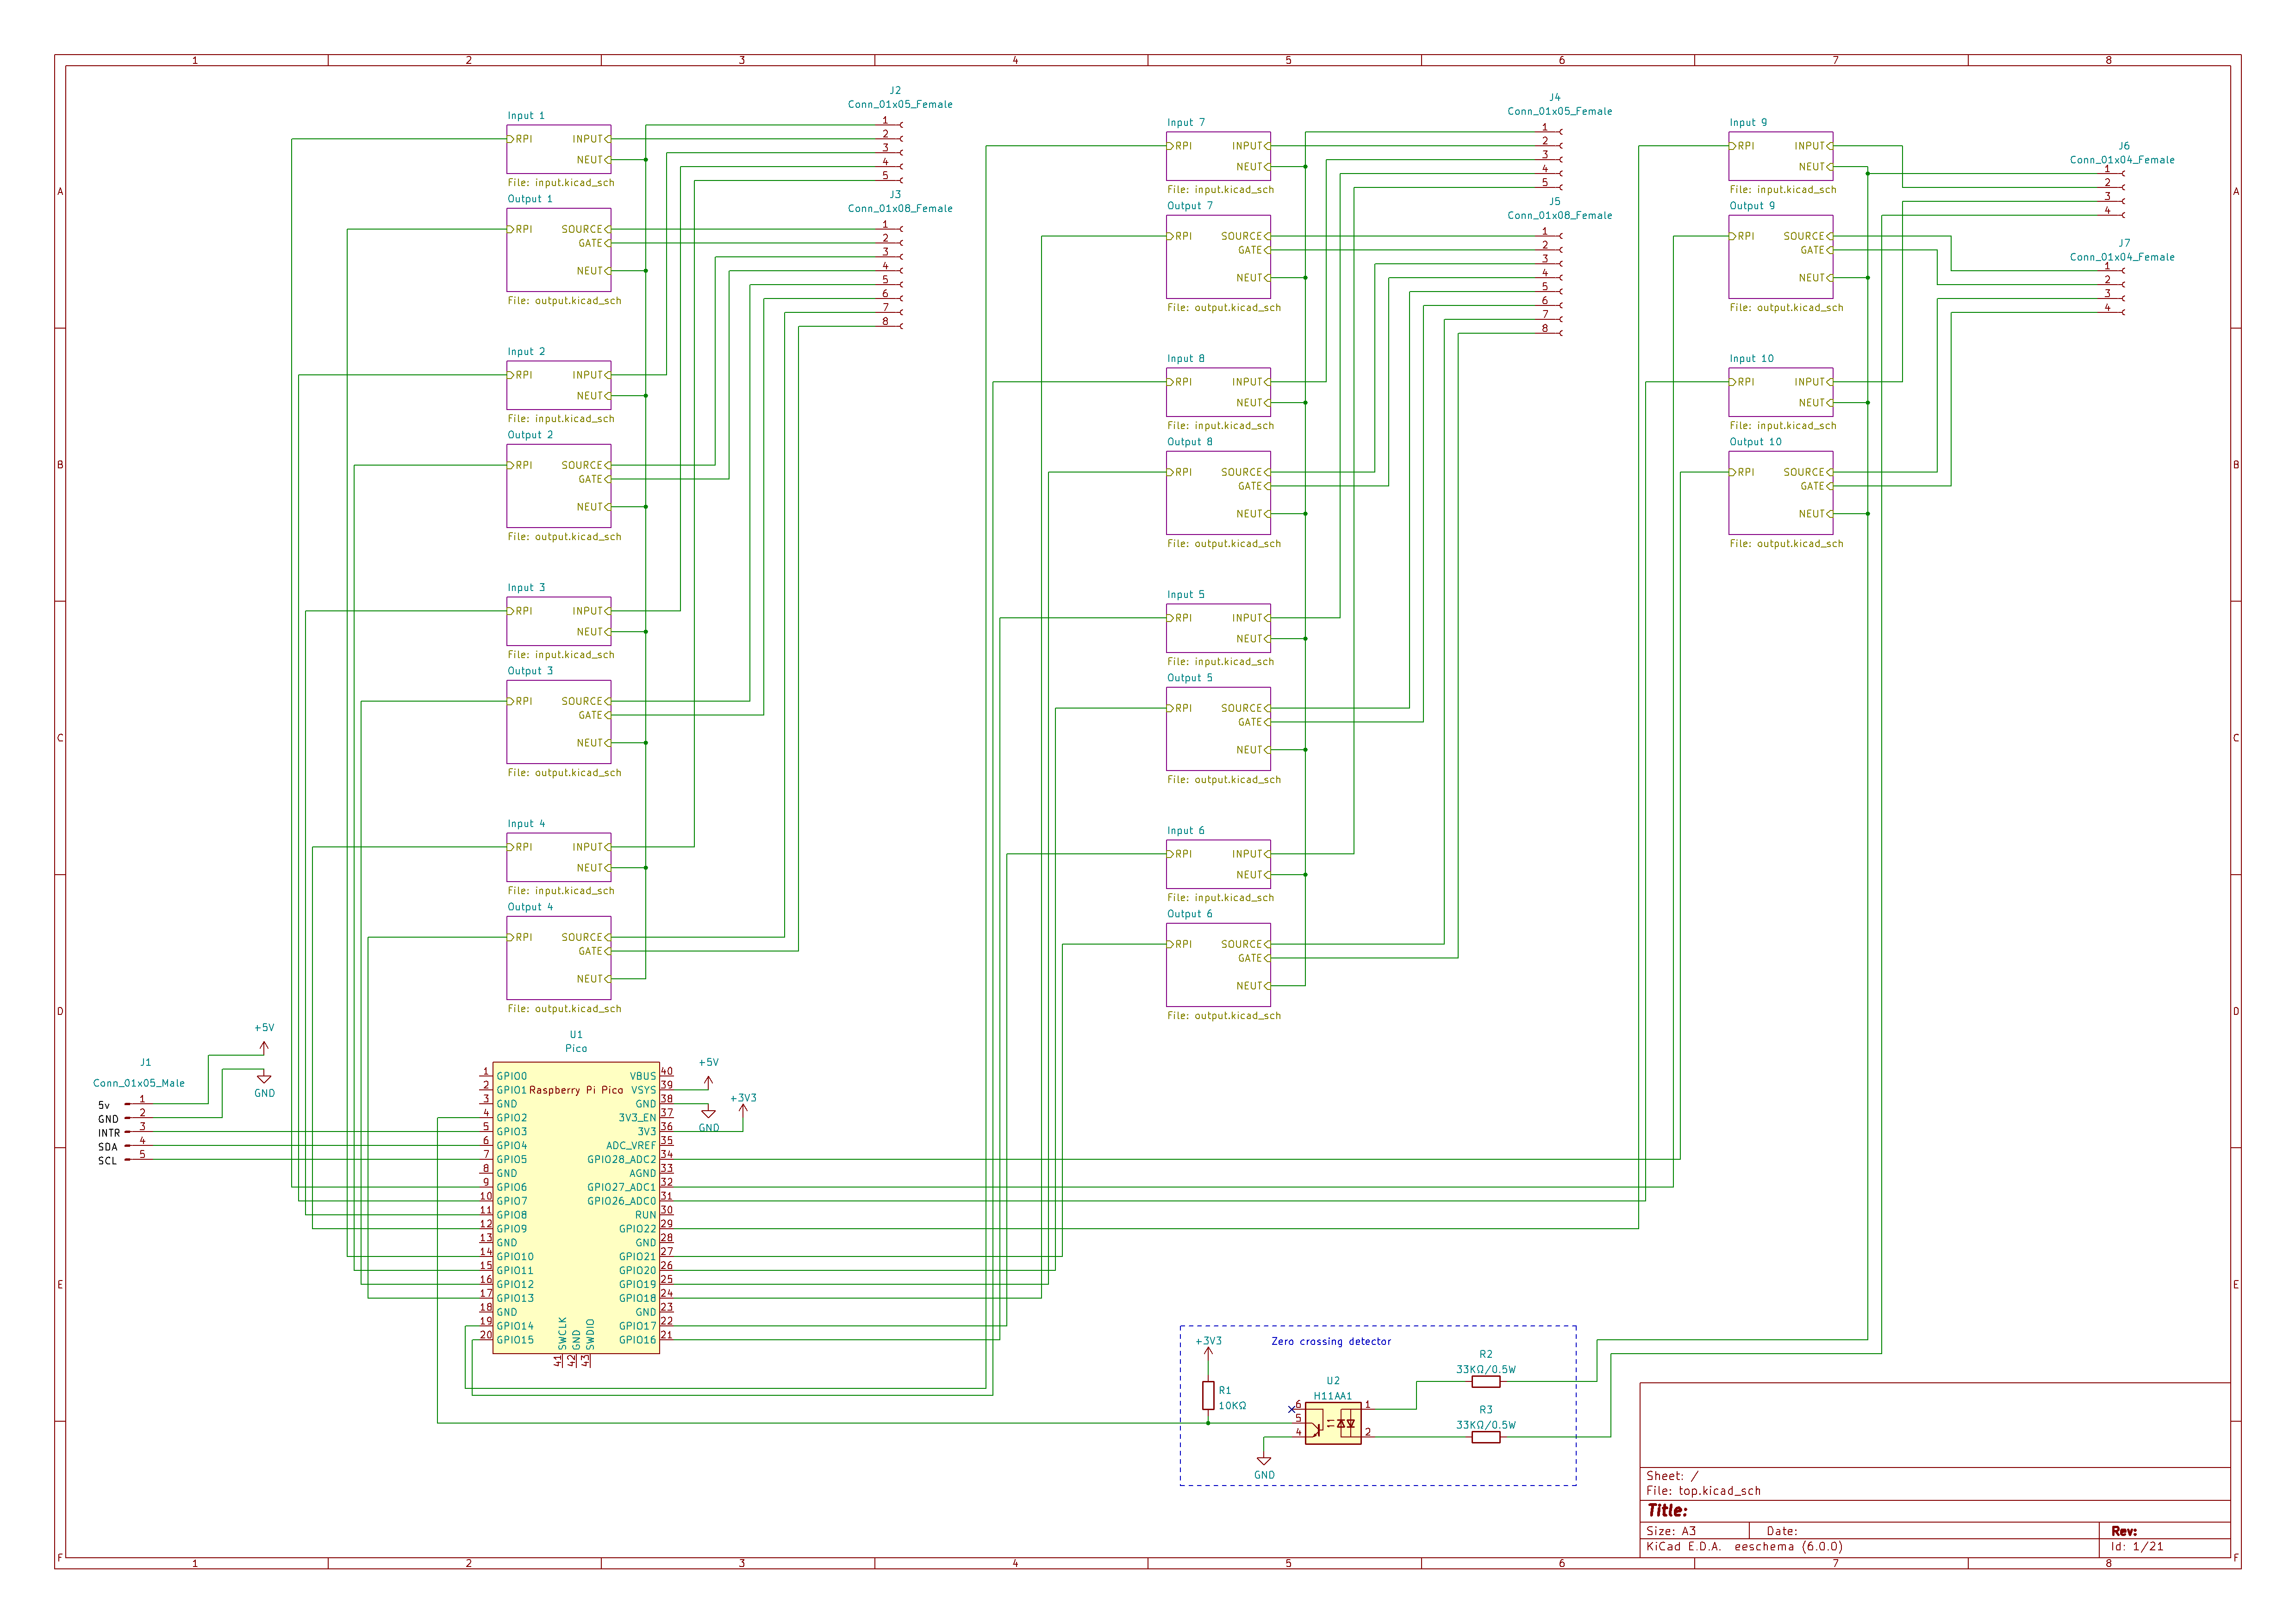 1 2 3 4 5 6 7 8
A
B
C
D
E
F
A
B
C
D
E
F
Input 1
RPI INPUT
NEUT
File: input.kicad_sch
Output 1
RPI SOURCE
GATE
NEUT
File: output.kicad_sch
Input 2
RPI INPUT
NEUT
File: input.kicad_sch
Output 2
RPI SOURCE
GATE
NEUT
File: output.kicad_sch
Input 3
RPI INPUT
NEUT
File: input.kicad_sch
Output 3
RPI SOURCE
GATE
NEUT
File: output.kicad_sch
Input 4
RPI INPUT
NEUT
File: input.kicad_sch
Output 4
RPI SOURCE
GATE
NEUT
File: output.kicad_sch
J2
Conn_01x05_Female
1
2
3
4
5
J3
Conn_01x08_Female
1
2
3
4
5
6
7
8
Input 7
RPI INPUT
NEUT
File: input.kicad_sch
Output 7
RPI SOURCE
GATE
NEUT
File: output.kicad_sch
Input 8
RPI INPUT
NEUT
File: input.kicad_sch
Output 8
RPI SOURCE
GATE
NEUT
File: output.kicad_sch
Input 5
RPI INPUT
NEUT
File: input.kicad_sch
Output 5
RPI SOURCE
GATE
NEUT
File: output.kicad_sch
Input 6
RPI INPUT
NEUT
File: input.kicad_sch
Output 6
RPI SOURCE
GATE
NEUT
File: output.kicad_sch
J4
Conn_01x05_Female
1
2
3
4
5
J5
Conn_01x08_Female
1
2
3
4
5
6
7
8
Input 9
RPI INPUT
NEUT
File: input.kicad_sch
Output 9
RPI SOURCE
GATE
NEUT
File: output.kicad_sch
Input 10
RPI INPUT
NEUT
File: input.kicad_sch
Output 10
RPI SOURCE
GATE
NEUT
File: output.kicad_sch
J6
Conn_01x04_Female
1
2
3
4
J7
Conn_01x04_Female
1
2
3
4
+5V
GND
J1
Conn_01x05_Male
5v 1
GND 2
INTR 3
SDA 4
SCL 5
U1
Pico
Raspberry Pi Pico
1 GPIO0 VBUS 40
2 GPIO1 VSYS 39
3 GND GND 38
4 GPIO2 3V3_EN 37
5 GPIO3 3V3 36
6 GPIO4 ADC_VREF 35
7 GPIO5 GPIO28_ADC2 34
8 GND AGND 33
9 GPIO6 GPIO27_ADC1 32
10 GPIO7 GPIO26_ADC0 31
11 GPIO8 RUN 30
12 GPIO9 GPIO22 29
13 GND GND 28
14 GPIO10 GPIO21 27
15 GPIO11 GPIO20 26
16 GPIO12 GPIO19 25
17 GPIO13 GPIO18 24
18 GND GND 23
19 GPIO14 GPIO17 22
20 GPIO15 GPIO16 21
SWCLK GND SWDIO
41 42 43
+5V
GND
+3V3
Zero crossing detector
+3V3
R1
10KΩ
U2
H11AA1
6
5
4
1
2
GND
R2
33KΩ/0.5W
R3
33KΩ/0.5W
Sheet: /
File: top.kicad_sch
Title:
Size: A3 Date: Rev:
KiCad E.D.A. eeschema (6.0.0) Id: 1/21
1 2 3 4 5 6 7 8